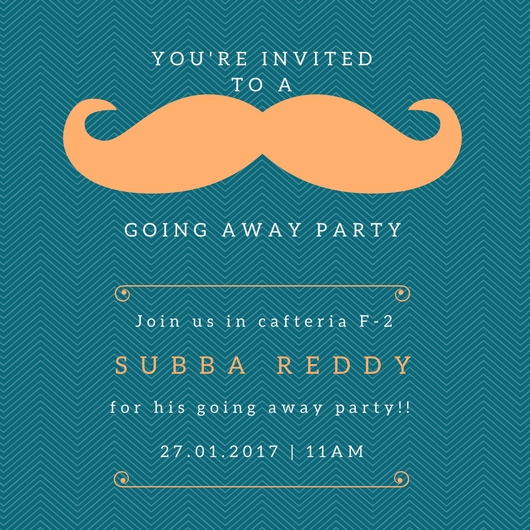 YOU'RE INVITED
TO A
GOING AWAY PARTY
Join us in cafteria F-2
SUBBA REDDY
for his going away party!!
27.01.2017 | 11AM